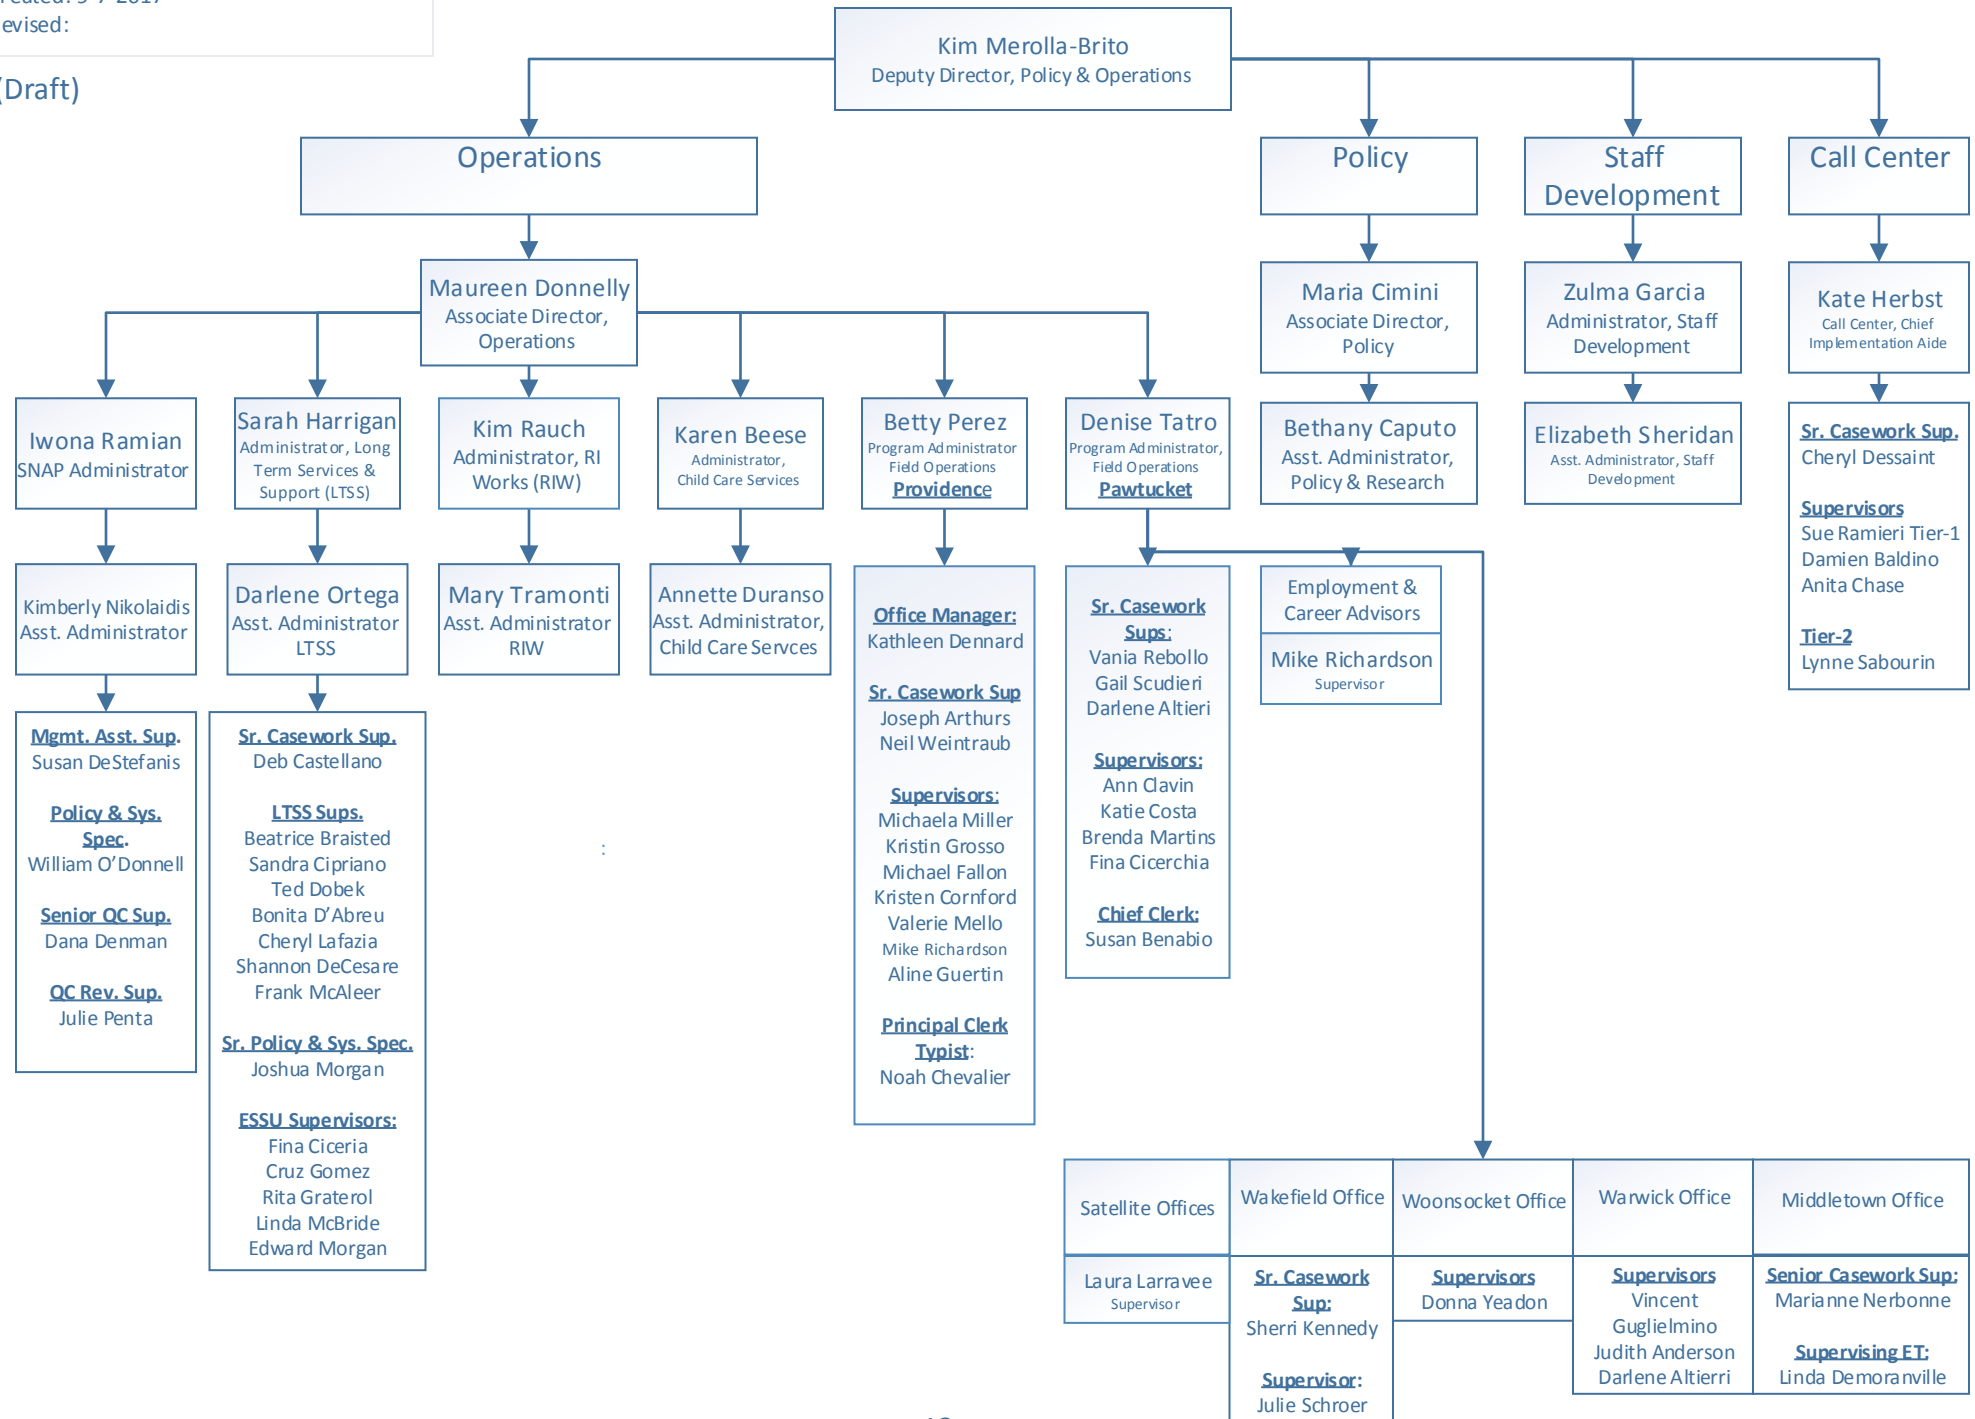 evised:
(Draft)
Kim Merolla-Brito
Deputy Director, Policy & Operations
Operations
Policy
Staff
Development
Call Center
Maureen Donnelly
Associate Director,
Operations
Maria Cimini
Associate Director,
Policy
Zulma Garcia
Administrator, Staff
Development
Kate Herbst
Call Center, Chief
Implementation Aide
Iwona Ramian
SNAP Administrator
Sarah Harrigan
Administrator, Long
Term Services &
Support (LTSS)
Kim Rauch
Administrator, RI
Works (RIW)
Karen Beese
Administrator,
Child Care Services
Betty Perez
Program Administrator
Field Operations
Providence
Denise Tatro
Program Administrator,
Field Operations
Pawtucket
Bethany Caputo
Asst. Administrator,
Policy & Research
Elizabeth Sheridan
Asst. Administrator, Staff
Development
Sr. Casework Sup.
Cheryl Dessaint
Supervisors
Sue Ramieri Tier-1
Damien Baldino
Anita Chase
Tier-2
Lynne Sabourin
Kimberly Nikolaidis
Asst. Administrator
Darlene Ortega
Asst. Administrator
LTSS
Mary Tramonti
Asst. Administrator
RIW
Annette Duranso
Asst. Administrator,
Child Care Servces
Office Manager:
Kathleen Dennard
Sr. Casework Sup
Joseph Arthurs
Neil Weintraub
Supervisors:
Michaela Miller
Kristin Grosso
Michael Fallon
Kristen Cornford
Valerie Mello
Mike Richardson
Aline Guertin
Principal Clerk
Typist:
Noah Chevalier
Sr. Casework
Sups:
Vania Rebollo
Gail Scudieri
Darlene Altieri
Supervisors:
Ann Clavin
Katie Costa
Brenda Martins
Fina Cicerchia
Chief Clerk:
Susan Benabio
Employment &
Career Advisors
Mike Richardson
Supervisor
Mgmt. Asst. Sup.
Susan DeStefanis
Policy & Sys.
Spec.
William O'Donnell
Senior QC Sup.
Dana Denman
QC Rev. Sup.
Julie Penta
Sr. Casework Sup.
Deb Castellano
LTSS Sups.
Beatrice Braisted
Sandra Cipriano
Ted Dobek
Bonita D'Abreu
Cheryl Lafazia
Shannon DeCesare
Frank McAleer
Sr. Policy & Sys. Spec.
Joshua Morgan
ESSU Supervisors:
Fina Ciceria
Cruz Gomez
Rita Graterol
Linda McBride
Edward Morgan
:
Satellite Offices
Laura Larravee
Supervisor
Wakefield Office
Sr. Casework
Sup:
Sherri Kennedy
Supervisor:
Julie Schroer
Woonsocket Office
Supervisors
Donna Yeadon
Warwick Office
Supervisors
Vincent
Guglielmino
Judith Anderson
Darlene Altierri
Middletown Office
Senior Casework Sup:
Marianne Nerbonne
Supervising ET:
Linda Demoranville